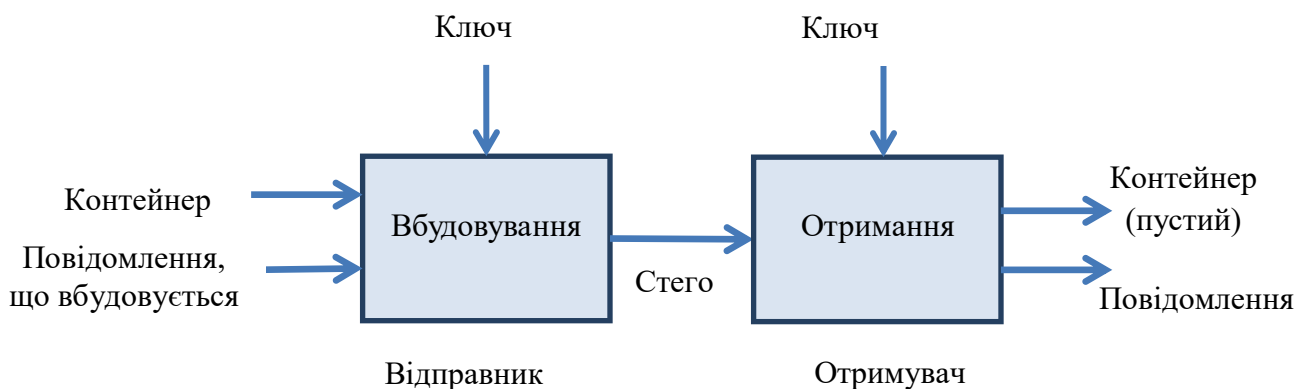 Ключ
Ключ
Контейнер
Повідомлення,
що вбудовується
Вбудовування
Стего
Отримання
Контейнер
(пустий)
Повідомлення
Відправник
Отримувач